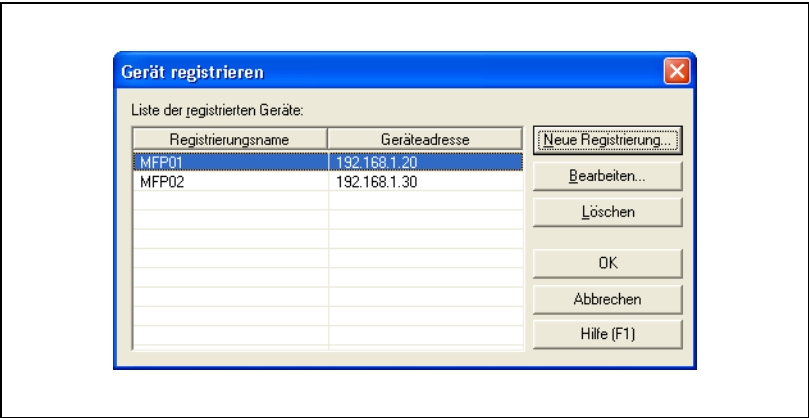 Gerät registrieren
Liste der registrierten Geräte:
Registrierungsname Geräteadresse
MFP01 192.168.1.20
MFP02 192.168.1.30
Neue Registrierung...
Bearbeiten...
Löschen
OK
Abbrechen
Hilfe (F1)